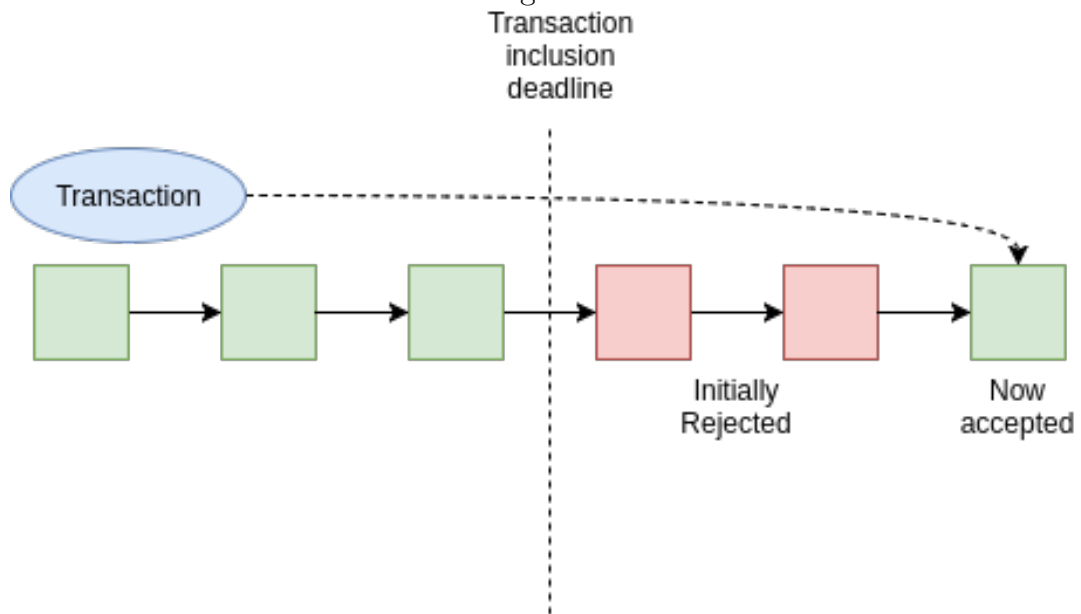 Transaction
inclusion
deadline
Transaction
Initially
Rejected
Now
accepted